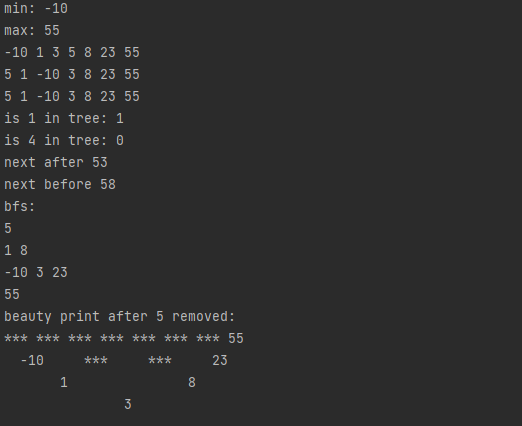 min: -10
max: 55
-10 1 3 5 8 23 55
5 1 -10 3 8 23 55
5 1 -10 3 8 23 55
is 1 in tree: 1
is 4 in tree: 0
next after 53
next before 58
bfs:
5
1 8
-10 3 23
55
beauty print after 5 removed:
*** *** *** *** *** *** *** 55
-10 *** *** 23
1 8
3